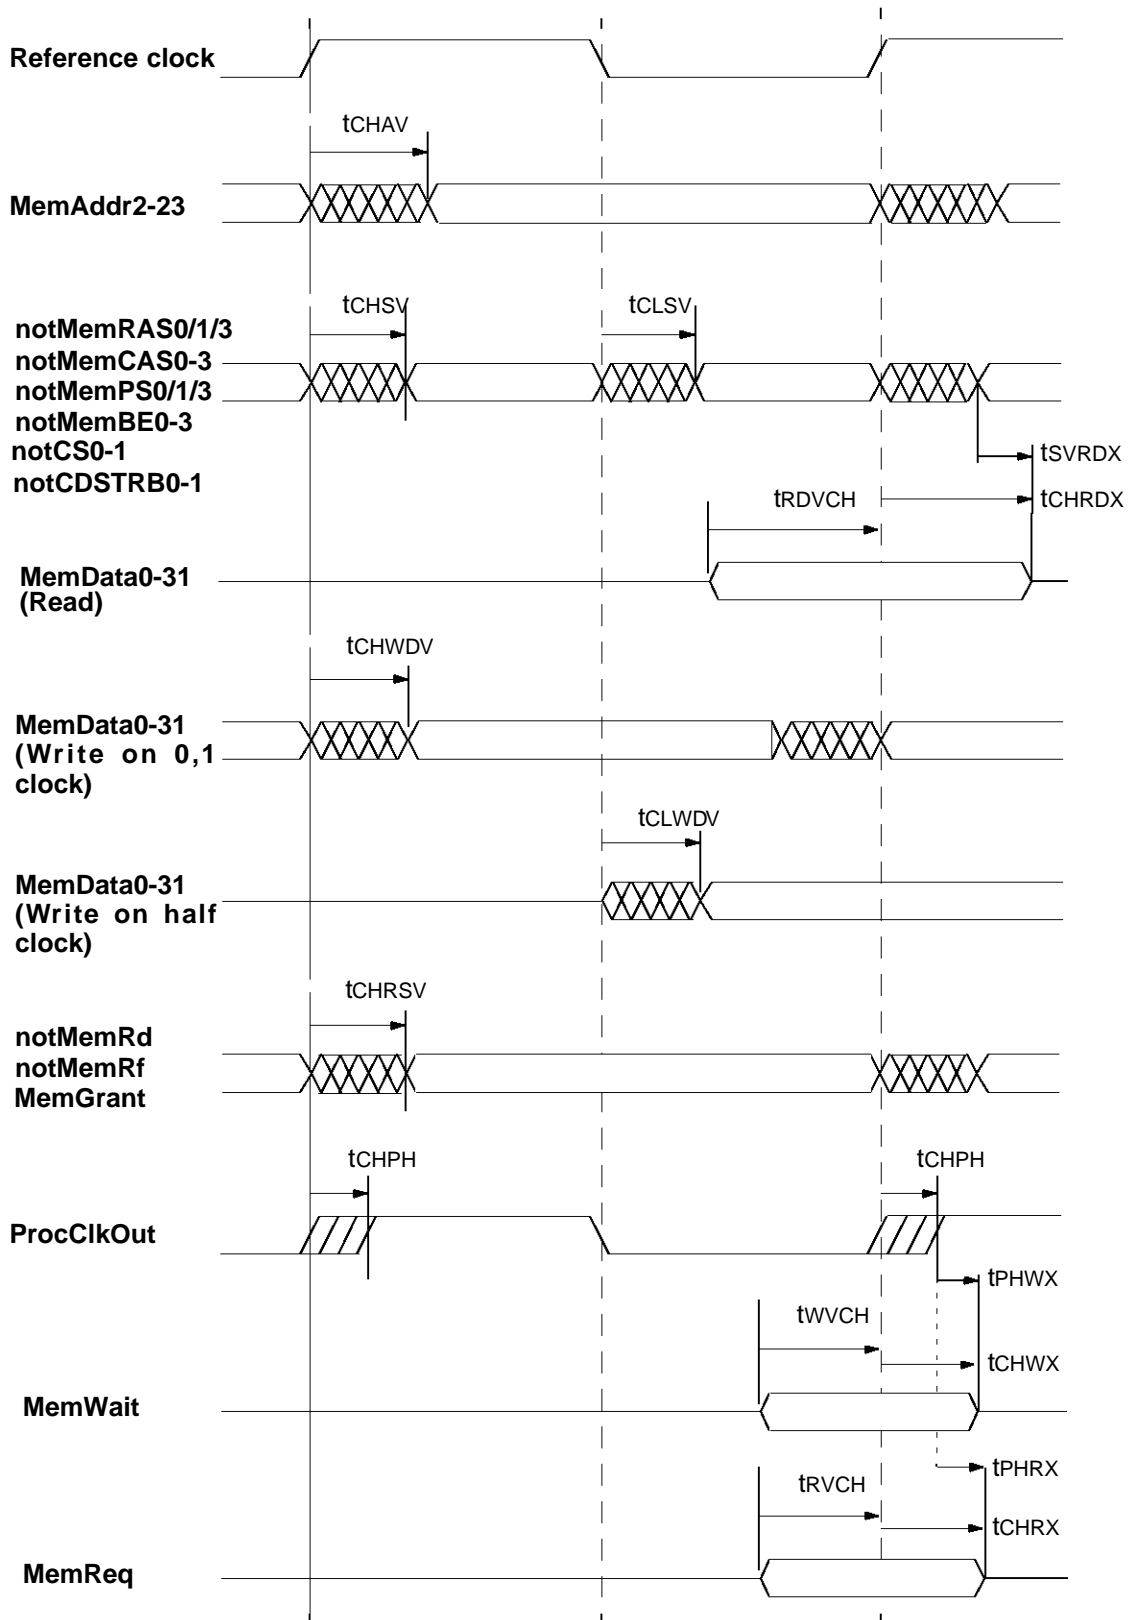 Reference clock
tCHAV
MemAddr2-23
tCHSV
tCLSV
notMemRAS0/1/3
notMemCAS0-3
notMemPS0/1/3
notMemBE0-3
notCS0-1
notCDSTRB0-1
tSVRDX
tRDVCH
tCHRDX
MemData0-31
(Read)
tCHWDV
MemData0-31
(Write on 0,1
clock)
tCLWDV
MemData0-31
(Write on half
clock)
tCHRSV
notMemRd
notMemRf
MemGrant
tCHPH
tCHPH
ProcClkOut
tPHWX
tWVCH
tCHWX
MemWait
tPHRX
tRVCH
tCHRX
MemReq